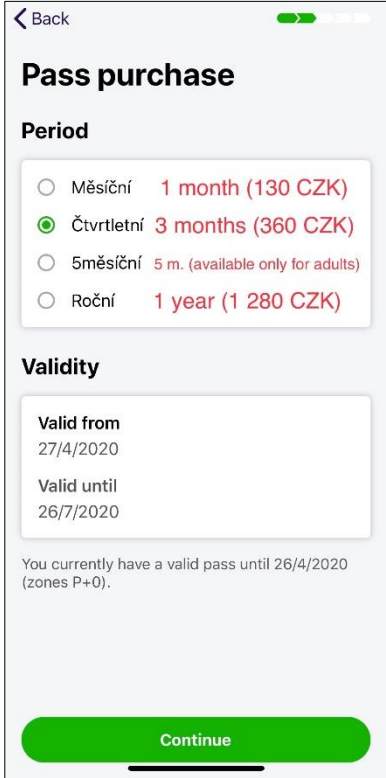 Back
Pass purchase
Period
Měsíční 1 month (130 CZK)
Čtvrtletní 3 months (360 CZK)
5měsíční 5 m. (available only for adults)
Roční 1 year (1 280 CZK)
Validity
Valid from
27/4/2020
Valid until
26/7/2020
You currently have a valid pass until 26/4/2020
(zones P+0).
Continue